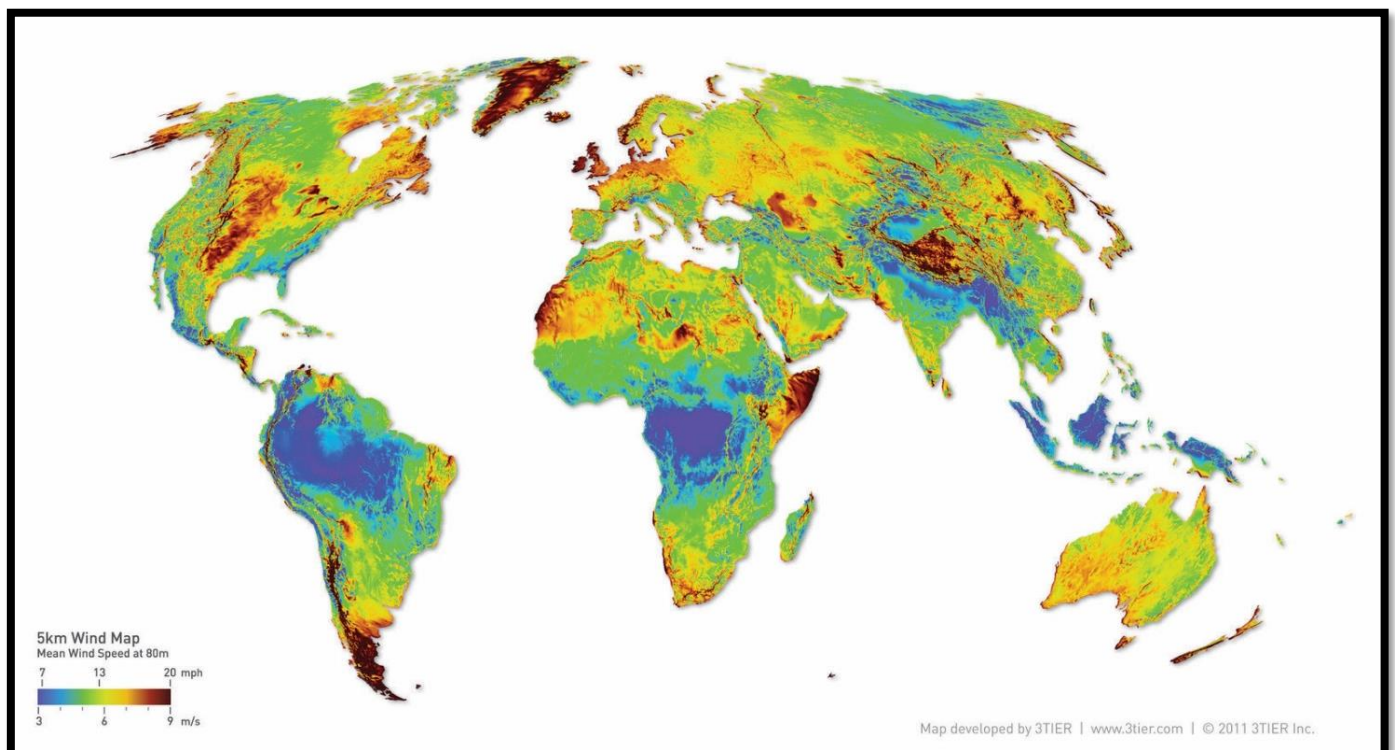 5km Wind Map
Mean Wind Speed at 80m
7 13 20 mph
3 6 9 m/s
Map developed by 3TIER | www.3tier.com | © 2011 3TIER Inc.